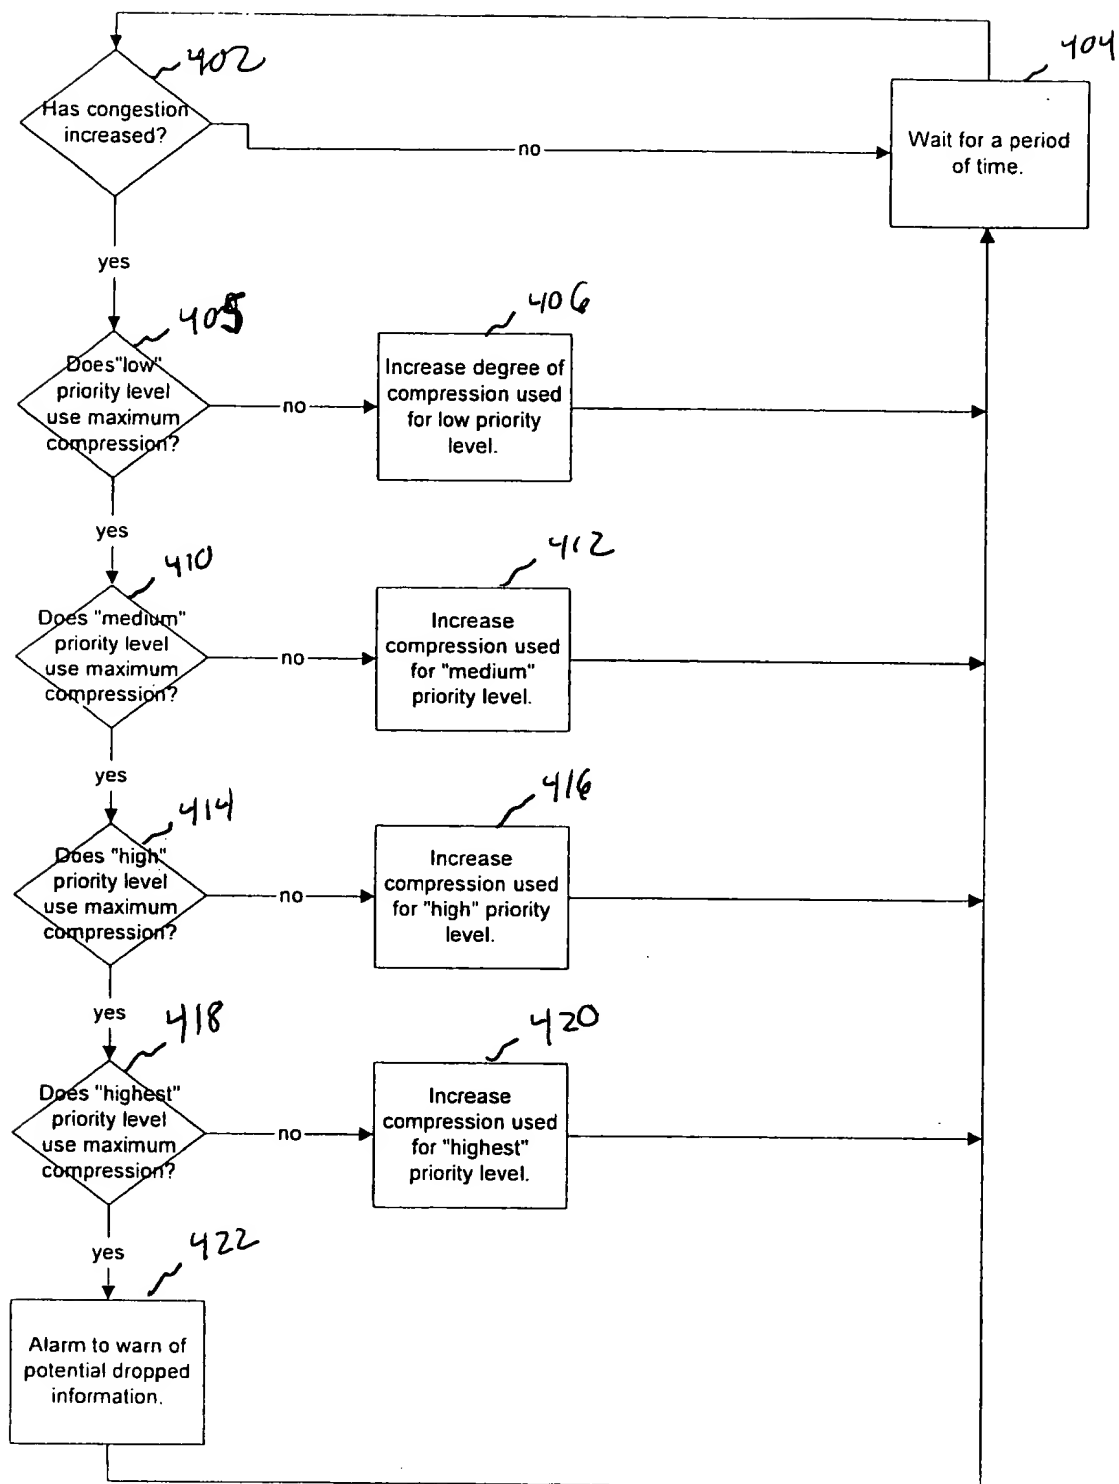 402
404
Has congestion
increased?
no
Wait for a period
of time.
yes
405
406
Does"low"
priority level
use maximum
compression?
no
Increase degree of
compression used
for low priority
level.
yes
410
412
Does "medium"
priority level
use maximum
compression?
no
Increase
compression used
for "medium"
priority level.
yes
414
416
Does "high"
priority level
use maximum
compression?
no
Increase
compression used
for "high" priority
level.
yes
418
420
Does "highest"
priority level
use maximum
compression?
no
Increase
compression used
for "highest"
priority level.
yes
422
Alarm to warn of
potential dropped
information.